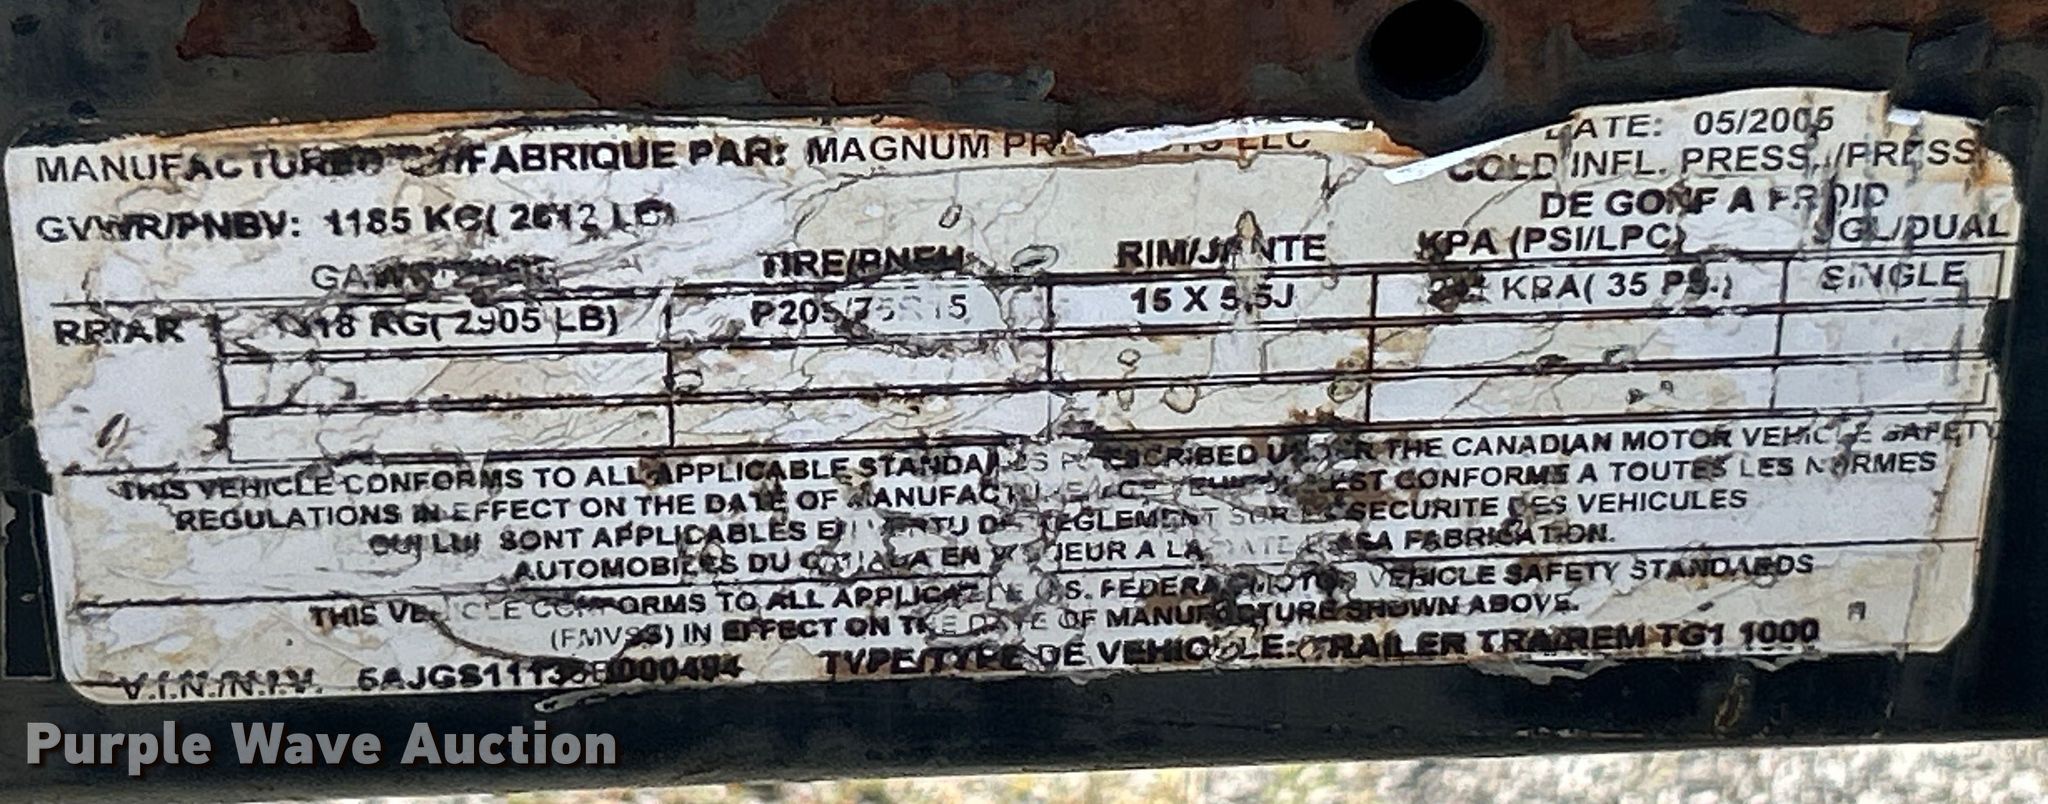 /FABRIQUE PAR: MAGNUM LLC
DATE: 05/2005
COLD INFL. PRESS./PRESS
DE GONF A FROID
GVWR/PNBV: 1185 KG( 2612 LB)
TIRE/PNEU RIM/JANTE KPA (PSI/LPC) SGL/DUAL
KG( 2905 LB) P205/75R15 15 X 5.5J KPA( 35 PSI) SINGLE
THIS VEHICLE CONFORMS TO ALL APPLICABLE STANDARDS PRESCRIBED UNDER THE CANADIAN MOTOR VEHICLE SAFETY
REGULATIONS IN EFFECT ON THE DATE OF MANUFACTURE EST CONFORME A TOUTES LES NORMES
QUI LUI SONT APPLICABLES EN VERTU DU REGLEMENT SUR LA SECURITE DES VEHICULES
AUTOMOBILES DU CANADA EN VIGUEUR A LA DATE DE SA FABRICATION.
THIS VEHICLE CONFORMS TO ALL APPLICABLE U.S. FEDERAL MOTOR VEHICLE SAFETY STANDARDS
(FMVSS) IN EFFECT ON THE DATE OF MANUFACTURE SHOWN ABOVE.
V.I.N./N.I.V. TYPE/TYPE DE VEHICULE: TRAILER TRA/REM TG1 1000
Purple Wave Auction